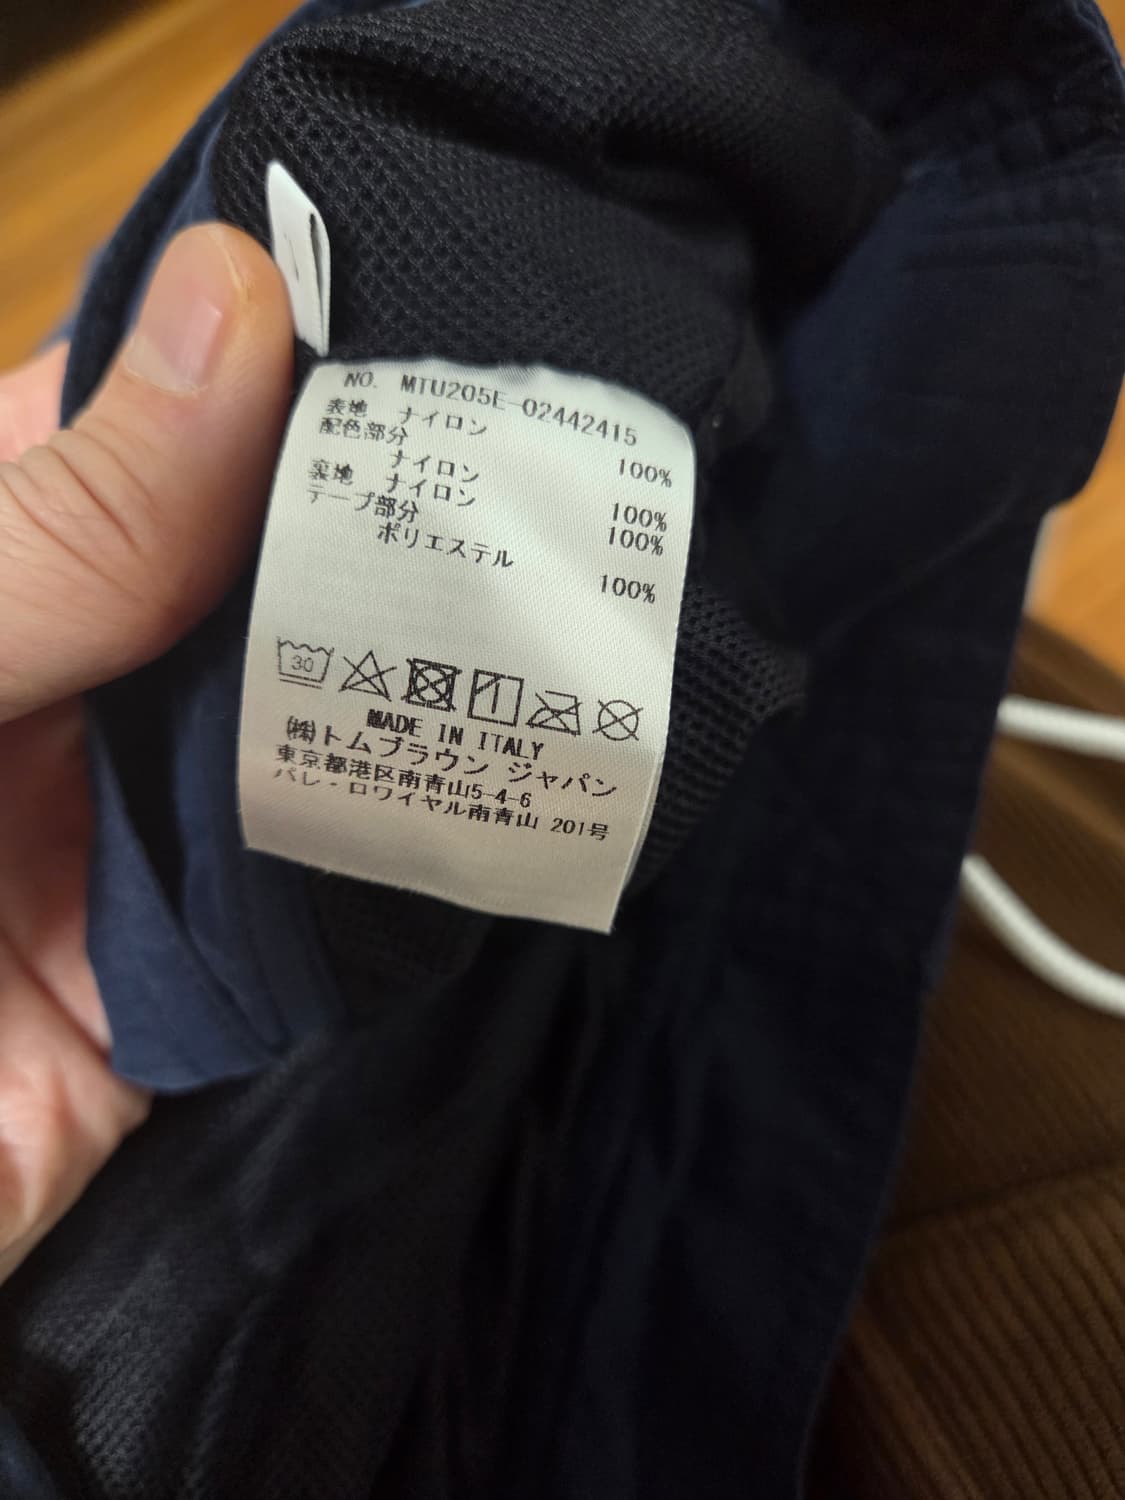 NO. MTU205E-02442415
表地 ナイロン 100%
配色部分
ナイロン 100%
裏地 ナイロン 100%
テープ部分
ポリエステル 100%
30
MADE IN ITALY
㈱トムブラウン ジャパン
東京都港区南青山5-4-6
パレ・ロワイヤル南青山 201号